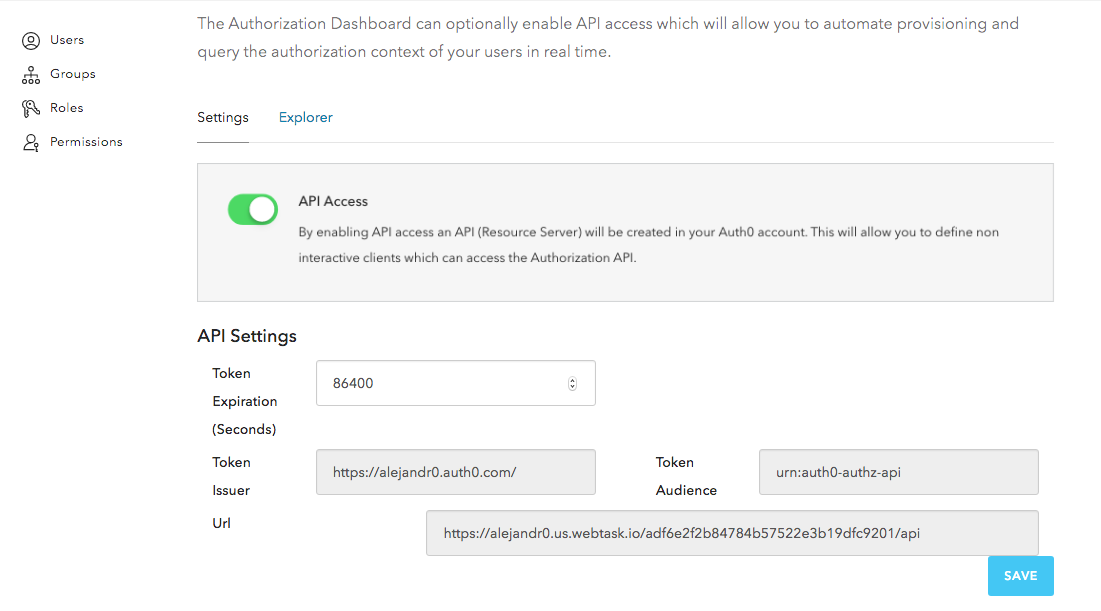 The Authorization Dashboard can optionally enable API access which will allow you to automate provisioning and
query the authorization context of your users in real time.
Users
Groups
Roles
Permissions
Settings
Explorer
API Access
By enabling API access an API (Resource Server) will be created in your Auth0 account. This will allow you to define non
interactive clients which can access the Authorization API.
API Settings
Token
Expiration
(Seconds)
86400
Token
Issuer
https://alejandr0.auth0.com/
Token
Audience
urn:auth0-authz-api
Url
https://alejandr0.us.webtask.io/adf6e2f2b84784b57522e3b19dfc9201/api
SAVE